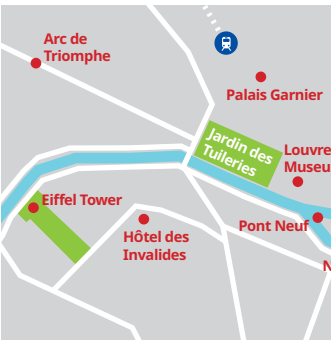 Arc de
Triomphe
Palais Garnier
Jardin des
Tuileries
Louvre
Museu
Eiffel Tower
Pont Neuf
Hôtel des
Invalides
N